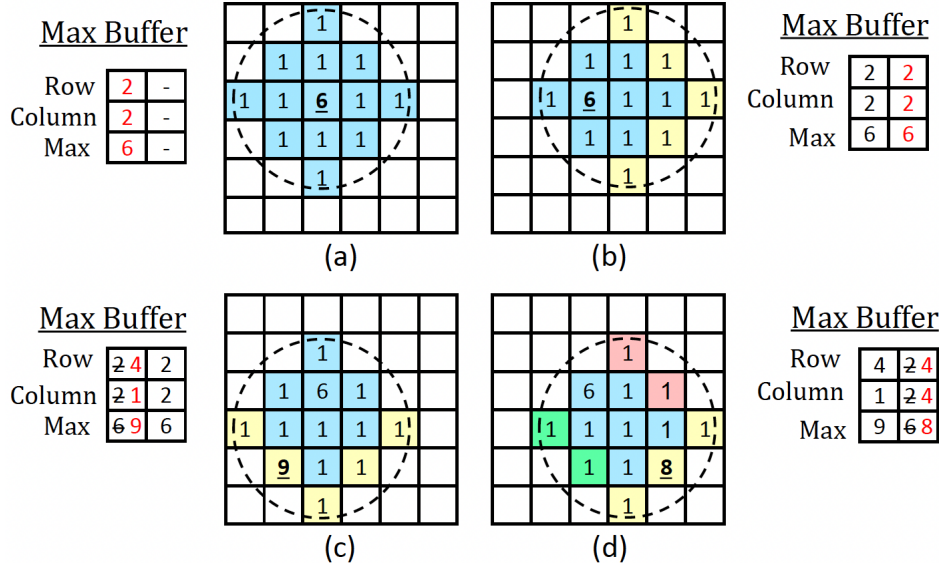 Max Buffer
Row 2 -
Column 2 -
Max 6 -
1
1 1 1
1 1 6 1 1
1 1 1
1
(a)
1
1 1 1
1 6 1 1 1
1 1 1
1
(b)
Max Buffer
Row 2 2
Column 2 2
Max 6 6
Max Buffer
Row 2 4 2
Column 2 1 2
Max 6 9 6
1
1 6 1
1 1 1 1 1
9 1 1
1
(c)
1
6 1 1
1 1 1 1 1
1 1 8
1
(d)
Max Buffer
Row 4 2 4
Column 1 2 4
Max 9 6 8